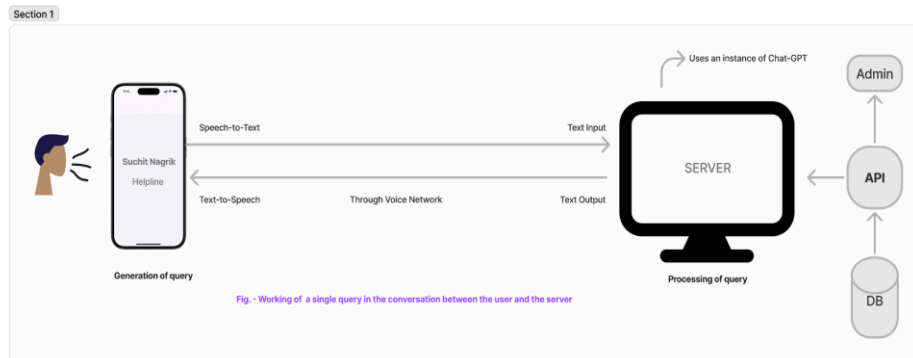 Section 1
Uses an instance of Chat-GPT
Admin
Speech-to-Text
Text Input
Suchit Nagrik
Helpline
SERVER
API
Text-to-Speech
Through Voice Network
Text Output
Generation of query
Processing of query
Fig. - Working of a single query in the conversation between the user and the server
DB